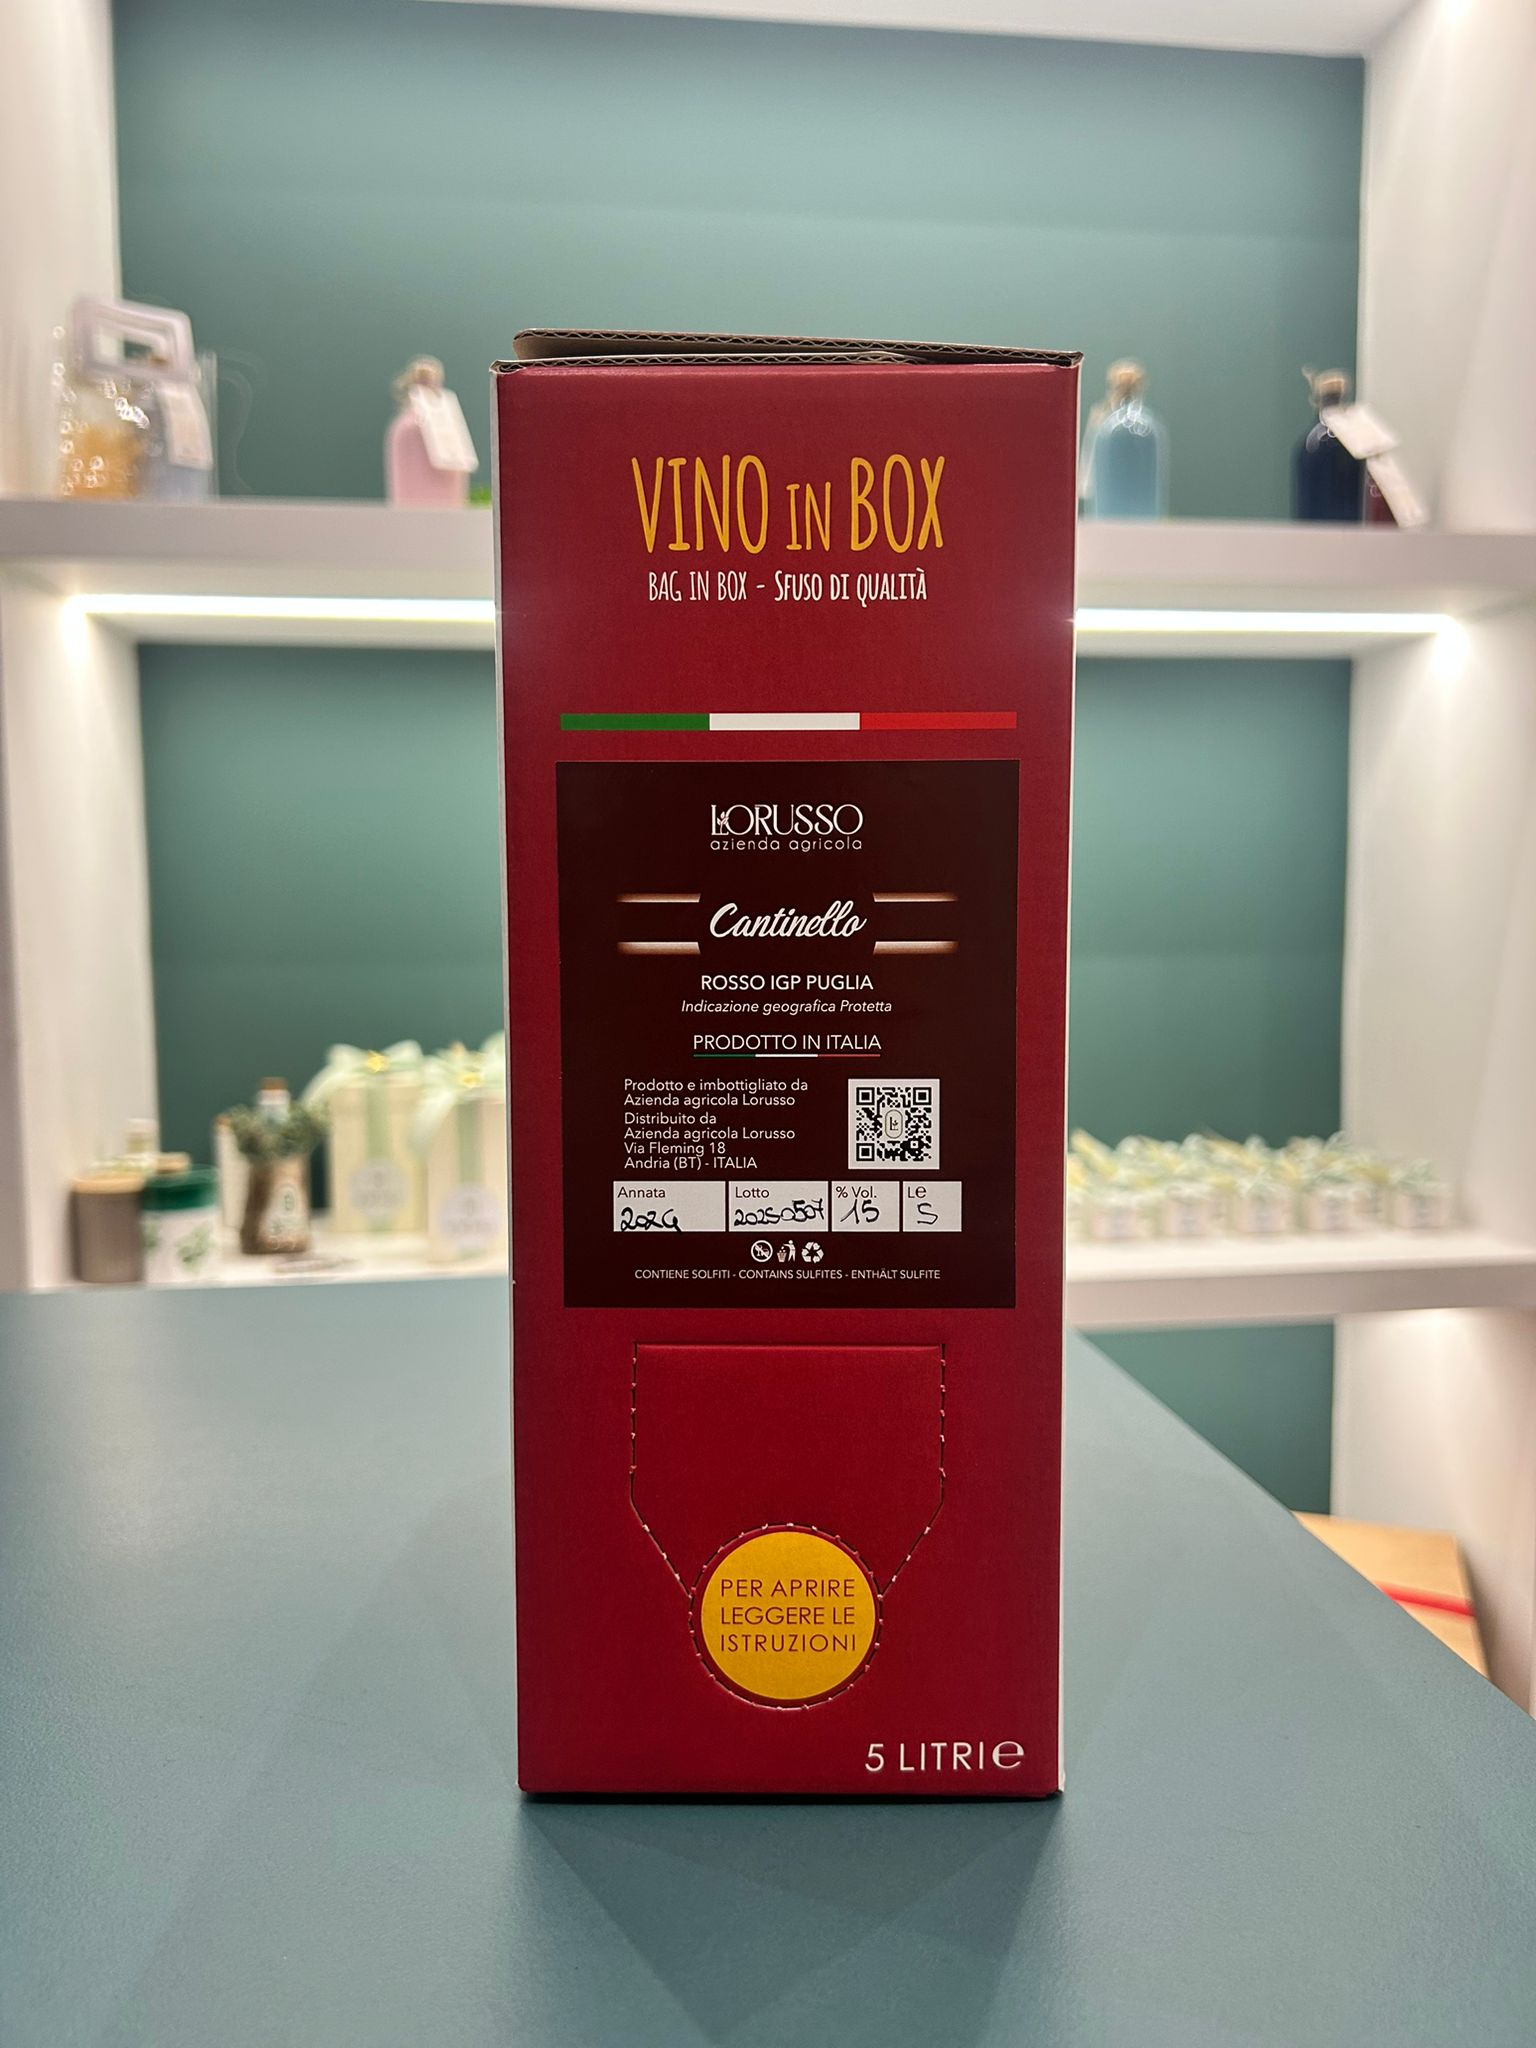 VINO IN BOX
BAG IN BOX - SFUSO DI QUALITÀ
LORUSSO
azienda agricola
Cantinello
ROSSO IGP PUGLIA
Indicazione geografica Protetta
PRODOTTO IN ITALIA
Prodotto e imbottigliato da
Azienda agricola Lorusso
Distribuito da
Azienda agricola Lorusso
Via Fleming 18
Andria (BT) - ITALIA
Annata Lotto % Vol. L℮
2024 20250507 15 5
CONTIENE SOLFITI - CONTAINS SULFITES - ENTHÄLT SULFITE
PER APRIRE
LEGGERE LE
ISTRUZIONI
5 LITRI℮